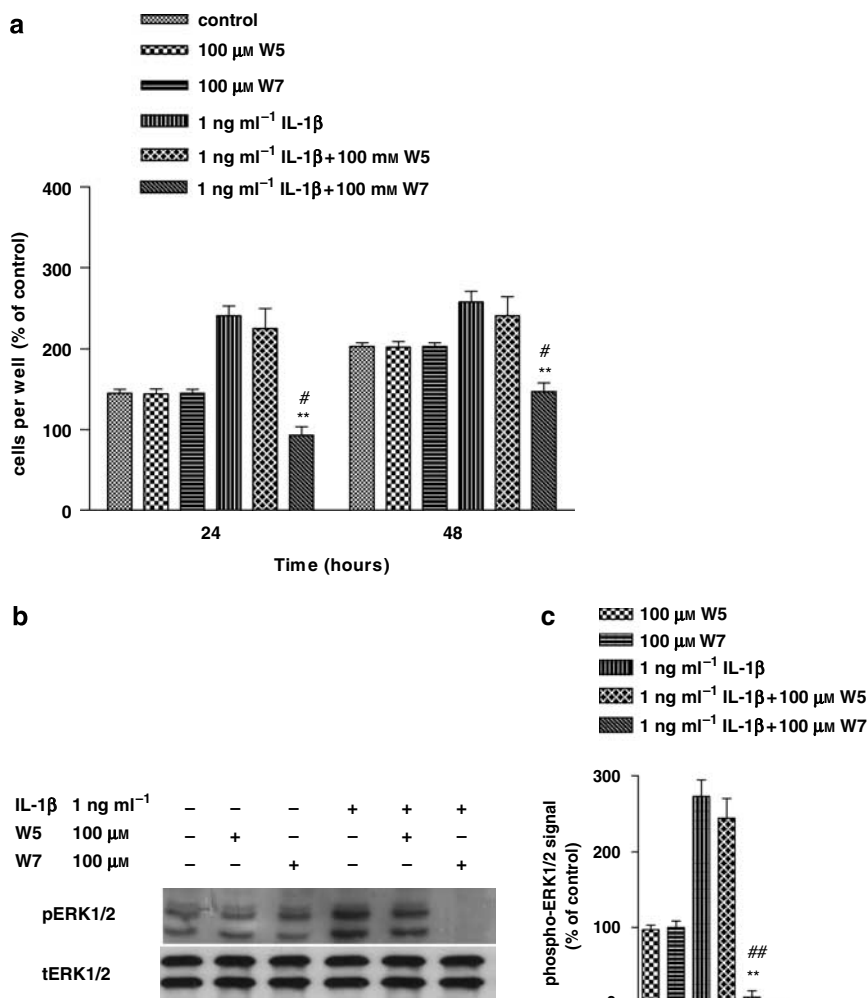 a
control
100 μM W5
100 μM W7
1 ng ml⁻¹ IL-1β
1 ng ml⁻¹ IL-1β+100 mM W5
1 ng ml⁻¹ IL-1β+100 mM W7
cells per well (% of control)
400
300
200
100
0
#
**
#
**
24
48
Time (hours)
b
IL-1β 1 ng ml⁻¹ – – – + + +
W5 100 μM – + – – + –
W7 100 μM – – + – – +
pERK1/2
tERK1/2
c
100 μM W5
100 μM W7
1 ng ml⁻¹ IL-1β
1 ng ml⁻¹ IL-1β+100 μM W5
1 ng ml⁻¹ IL-1β+100 μM W7
phospho-ERK1/2 signal
(% of control)
300
200
100
0
##
**